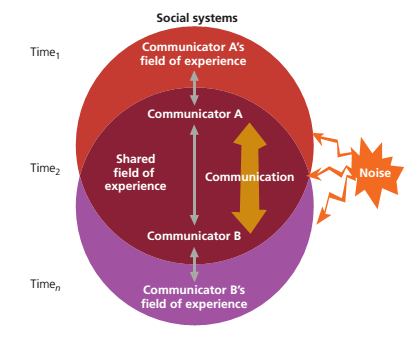 Social systems
Time1
Communicator A's
field of experience
Communicator A
Time2
Shared
field of
experience
Communication
Noise
Communicator B
Timen
Communicator B's
field of experience